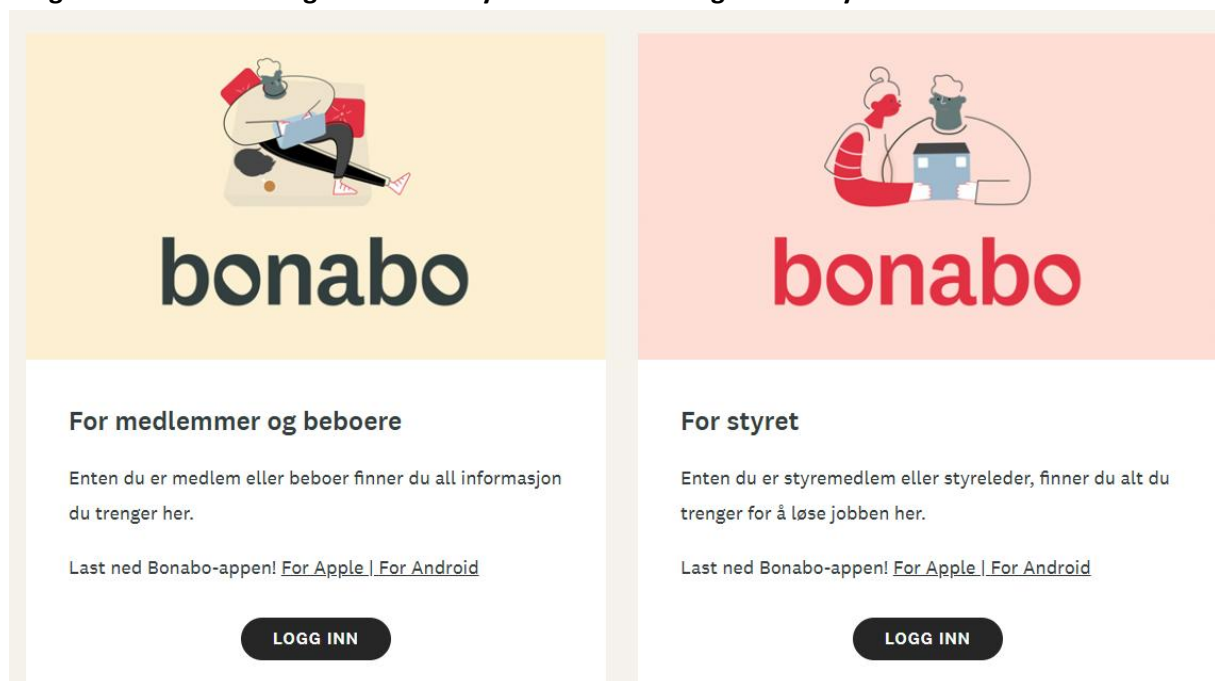 bonabo
For medlemmer og beboere
Enten du er medlem eller beboer finner du all informasjon
du trenger her.
Last ned Bonabo-appen! For Apple | For Android
LOGG INN
bonabo
For styret
Enten du er styremedlem eller styreleder, finner du alt du
trenger for å løse jobben her.
Last ned Bonabo-appen! For Apple | For Android
LOGG INN